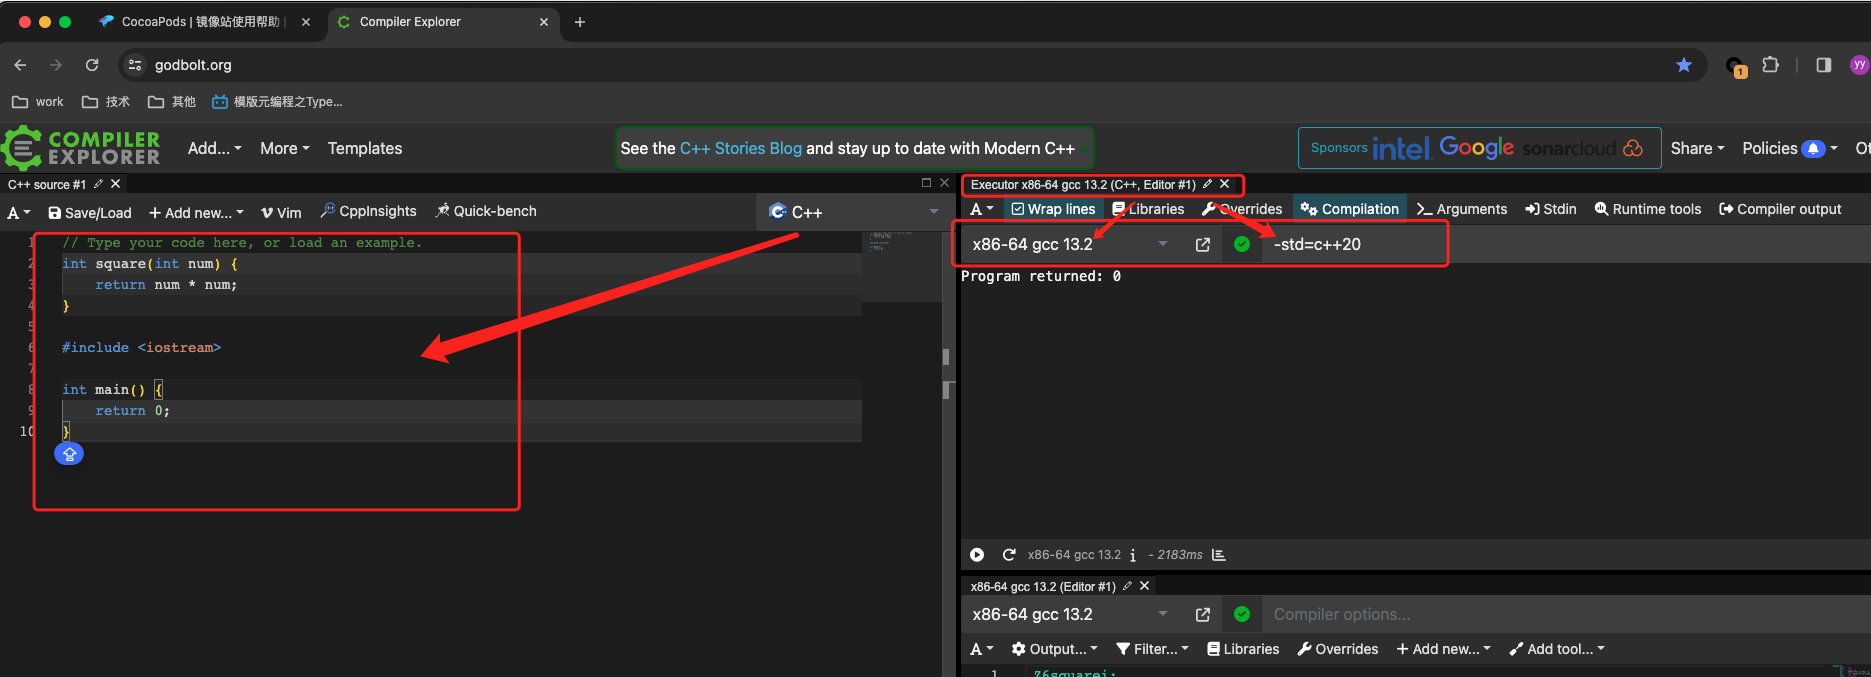 CocoaPods | 镜像站使用帮助 |
Compiler Explorer
godbolt.org
1
yy
work
技术
其他
模版元编程之Type...
COMPILER EXPLORER
Add...
More
Templates
See the C++ Stories Blog and stay up to date with Modern C++
Sponsors intel. Google sonarcloud
Share
Policies
Ot
C++ source #1
A
Save/Load
+ Add new...
Vim
CppInsights
Quick-bench
C++
1 // Type your code here, or load an example.
2 int square(int num) {
3 return num * num;
4 }
5
6 #include <iostream>
7
8 int main() {
9 return 0;
10 }
Executor x86-64 gcc 13.2 (C++, Editor #1)
A
Wrap lines
Libraries
Overrides
Compilation
Arguments
Stdin
Runtime tools
Compiler output
x86-64 gcc 13.2
-std=c++20
Program returned: 0
x86-64 gcc 13.2 i - 2183ms
x86-64 gcc 13.2 (Editor #1)
x86-64 gcc 13.2
Compiler options...
A
Output...
Filter...
Libraries
Overrides
+ Add new...
Add tool...
1 Z6squarei: